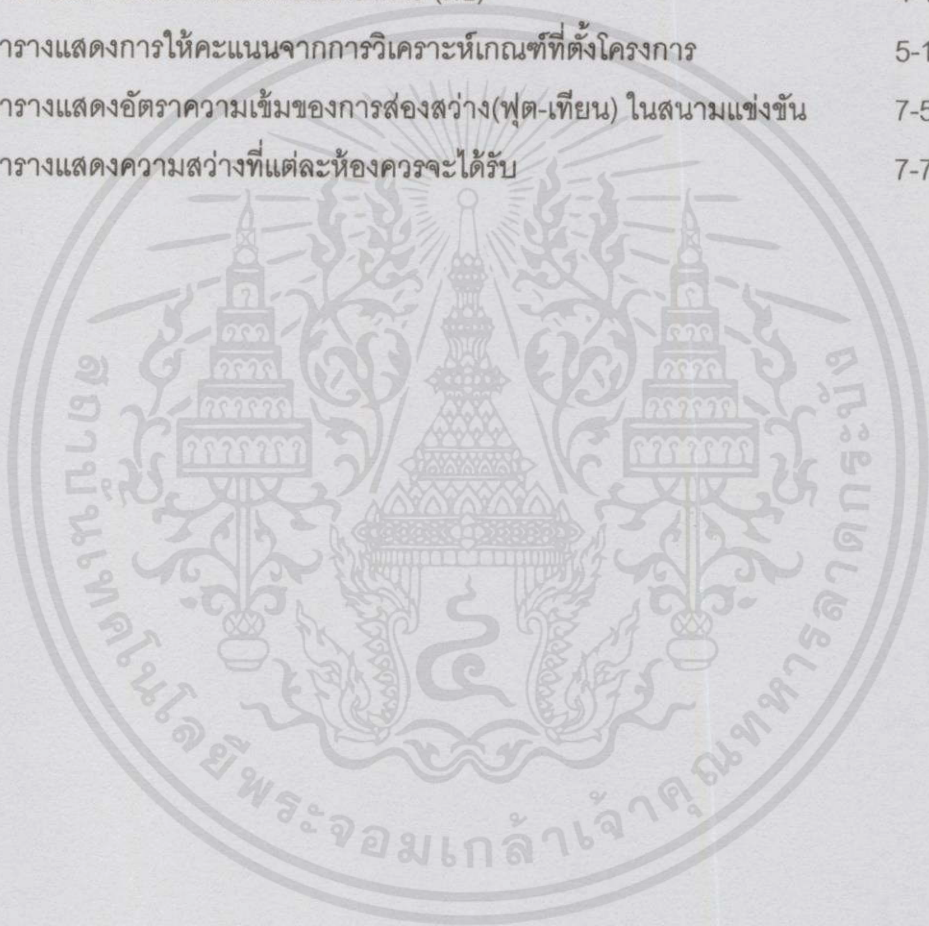 ารางแสดงการให้คะแนนจากการวิเคราะห์เกณฑ์ที่ตั้งโครงการ 5-1
ารางแสดงอัตราความเข้มของการส่องสว่าง(ฟุต-เทียน) ในสนามแข่งขัน 7-5
ารางแสดงความสว่างที่แต่ละห้องควรจะได้รับ 7-7
สถาบันเทคโนโลยีพระจอมเกล้าเจ้าคุณทหารลาดกระบัง